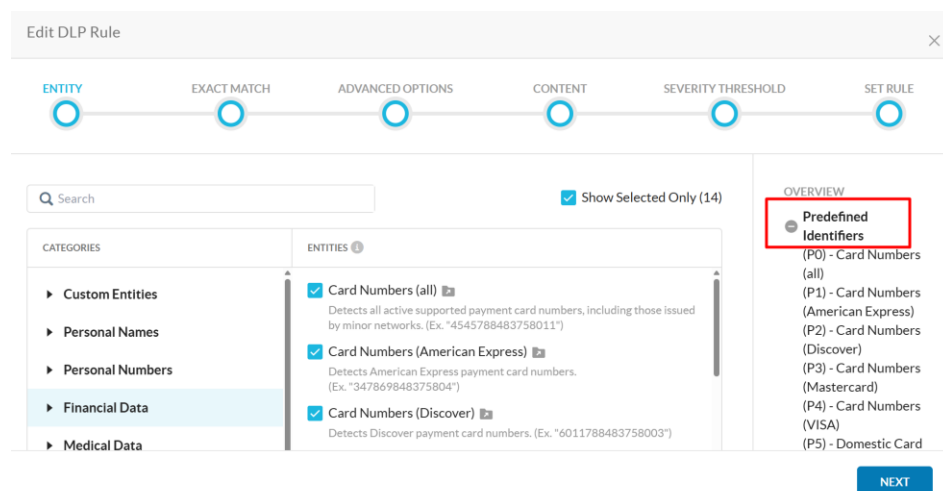 Edit DLP Rule
ENTITY
EXACT MATCH
ADVANCED OPTIONS
CONTENT
SEVERITY THRESHOLD
SET RULE
Search
Show Selected Only (14)
CATEGORIES
Custom Entities
Personal Names
Personal Numbers
Financial Data
Medical Data
ENTITIES
Card Numbers (all)
Detects all active supported payment card numbers, including those issued
by minor networks. (Ex. "4545788483758011")
Card Numbers (American Express)
Detects American Express payment card numbers.
(Ex. "347869848375804")
Card Numbers (Discover)
Detects Discover payment card numbers. (Ex. "6011788483758003")
OVERVIEW
Predefined
Identifiers
(P0) - Card Numbers
(all)
(P1) - Card Numbers
(American Express)
(P2) - Card Numbers
(Discover)
(P3) - Card Numbers
(Mastercard)
(P4) - Card Numbers
(VISA)
(P5) - Domestic Card
NEXT